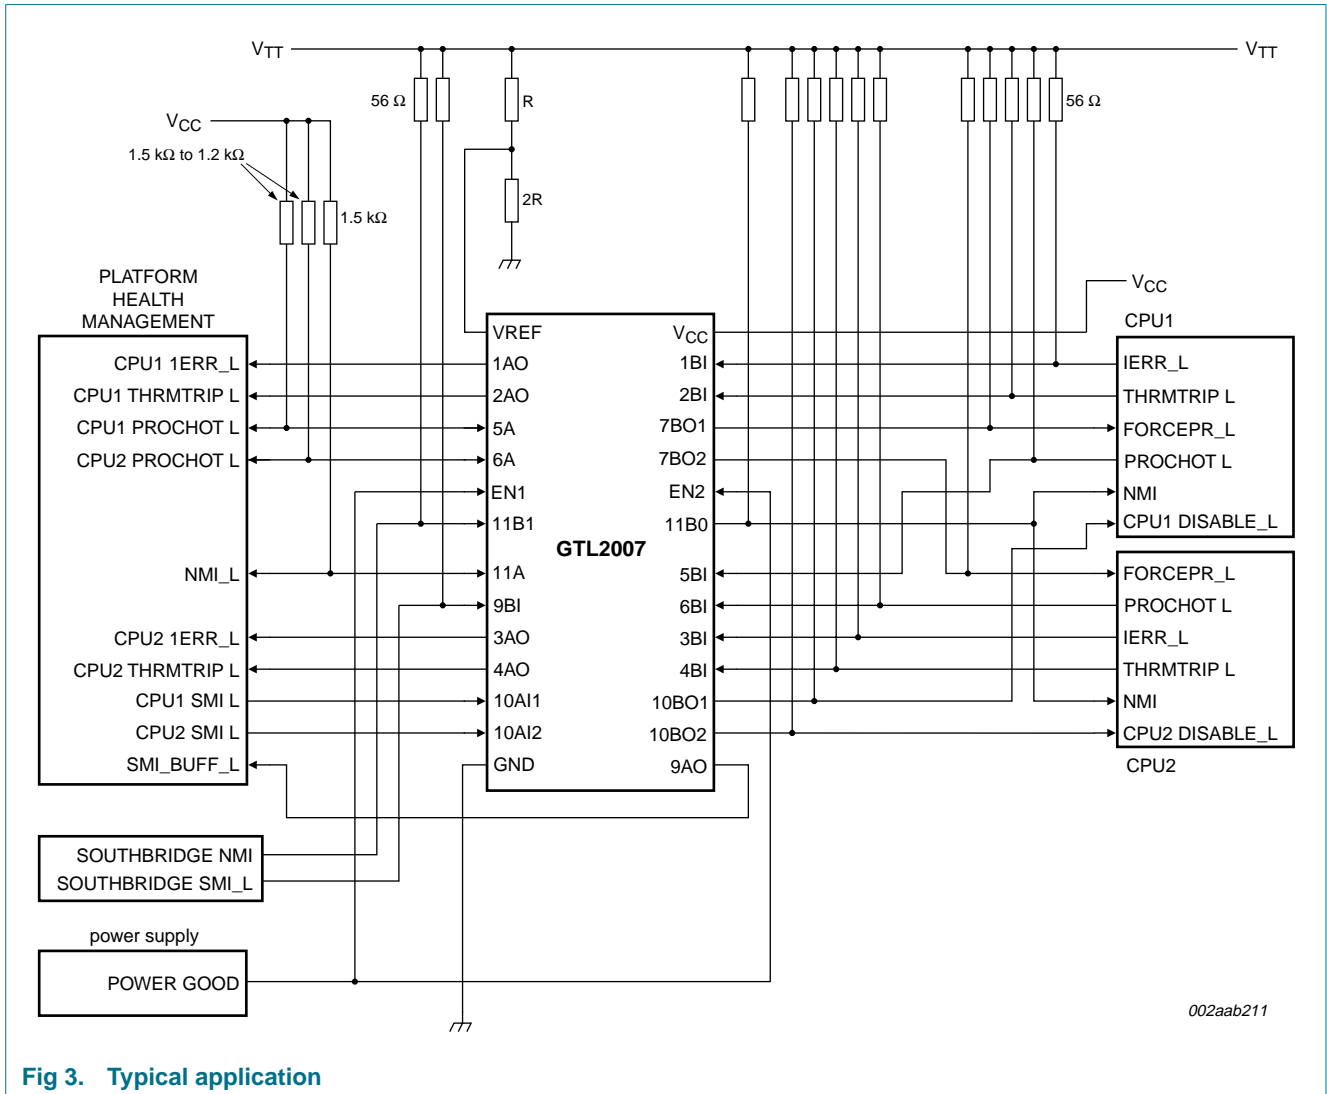 VTT
VTT
56 Ω
R
56 Ω
VCC
1.5 kΩ to 1.2 kΩ
2R
1.5 kΩ
PLATFORM
HEALTH
MANAGEMENT
VCC
CPU1
VREF
VCC
CPU1 1ERR_L
1AO
1BI
IERR_L
CPU1 THRMTRIP L
2AO
2BI
THRMTRIP L
CPU1 PROCHOT L
5A
7BO1
FORCEPR_L
CPU2 PROCHOT L
6A
7BO2
PROCHOT L
EN1
EN2
NMI
11B1
11B0
CPU1 DISABLE_L
GTL2007
NMI_L
11A
5BI
FORCEPR_L
9BI
6BI
PROCHOT L
CPU2 1ERR_L
3AO
3BI
IERR_L
CPU2 THRMTRIP L
4AO
4BI
THRMTRIP L
CPU1 SMI L
10AI1
10BO1
NMI
CPU2 SMI L
10AI2
10BO2
CPU2 DISABLE_L
SMI_BUFF_L
GND
9AO
CPU2
SOUTHBRIDGE NMI
SOUTHBRIDGE SMI_L
power supply
POWER GOOD
002aab211
Fig 3. Typical application